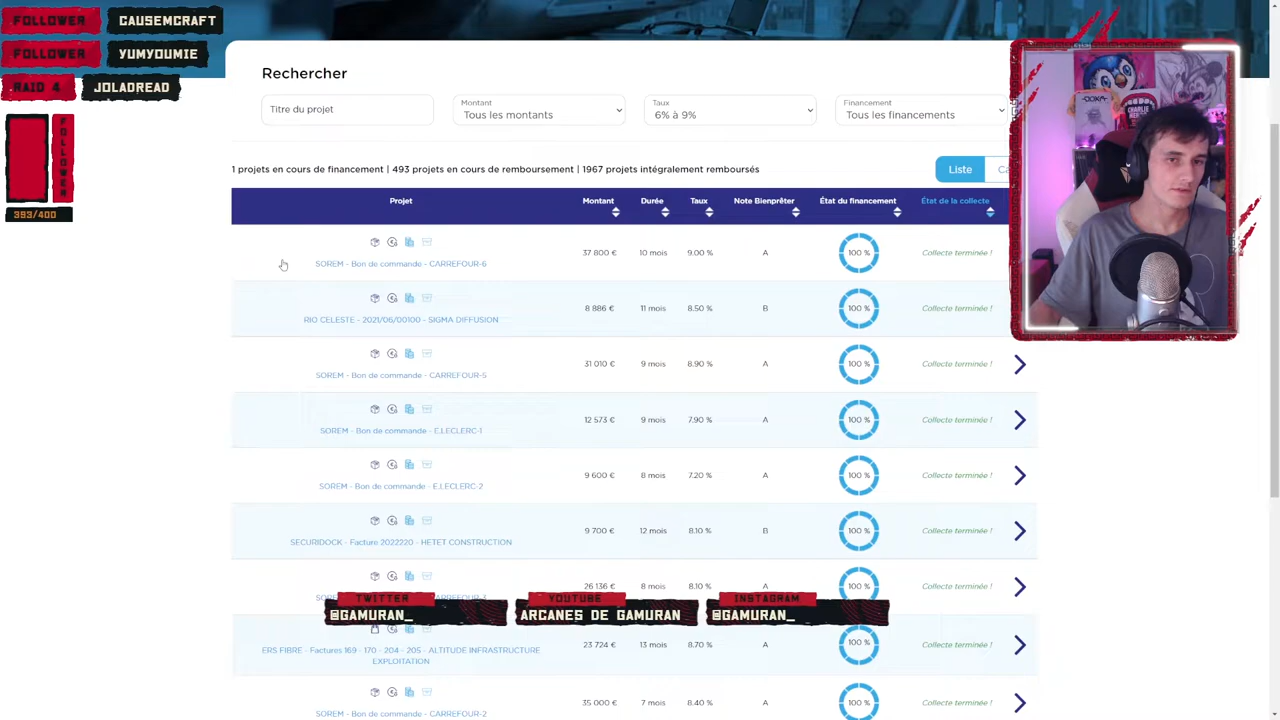 FOLLOWER CAUSEMCRAFT
FOLLOWER YUMYOUMIE
RAID 4 JOLADREAD
FOLLOWER
393/400
Rechercher
Titre du projet
Montant
Tous les montants
Taux
6% à 9%
Financement
Tous les financements
1 projets en cours de financement | 493 projets en cours de remboursement | 1967 projets intégralement remboursés
Liste
Projet Montant Durée Taux Note Bienprêter État du financement État de la collecte
SOREM - Bon de commande - CARREFOUR-6 37 800 € 10 mois 9.00 % A 100 % Collecte terminée !
RIO CELESTE - 2021/06/00100 - SIGMA DIFFUSION 8 886 € 11 mois 8.50 % B 100 % Collecte terminée !
SOREM - Bon de commande - CARREFOUR-5 31 010 € 9 mois 8.90 % A 100 % Collecte terminée !
SOREM - Bon de commande - E.LECLERC-1 12 573 € 9 mois 7.90 % A 100 % Collecte terminée !
SOREM - Bon de commande - E.LECLERC-2 9 600 € 8 mois 7.20 % A 100 % Collecte terminée !
SECURIDOCK - Facture 2022220 - HETET CONSTRUCTION 9 700 € 12 mois 8.10 % B 100 % Collecte terminée !
26 136 € 8 mois 8.10 % A 100 % Collecte terminée !
TWITTER YOUTUBE INSTAGRAM
@GAMURAN_ ARCANES DE GAMURAN @GAMURAN_
ERS FIBRE - Factures 169 - 170 - 204 - 205 - ALTITUDE INFRASTRUCTURE
EXPLOITATION
23 724 € 13 mois 8.70 % A 100 % Collecte terminée !
SOREM - Bon de commande - CARREFOUR-2 35 000 € 7 mois 8.40 % A 100 % Collecte terminée !